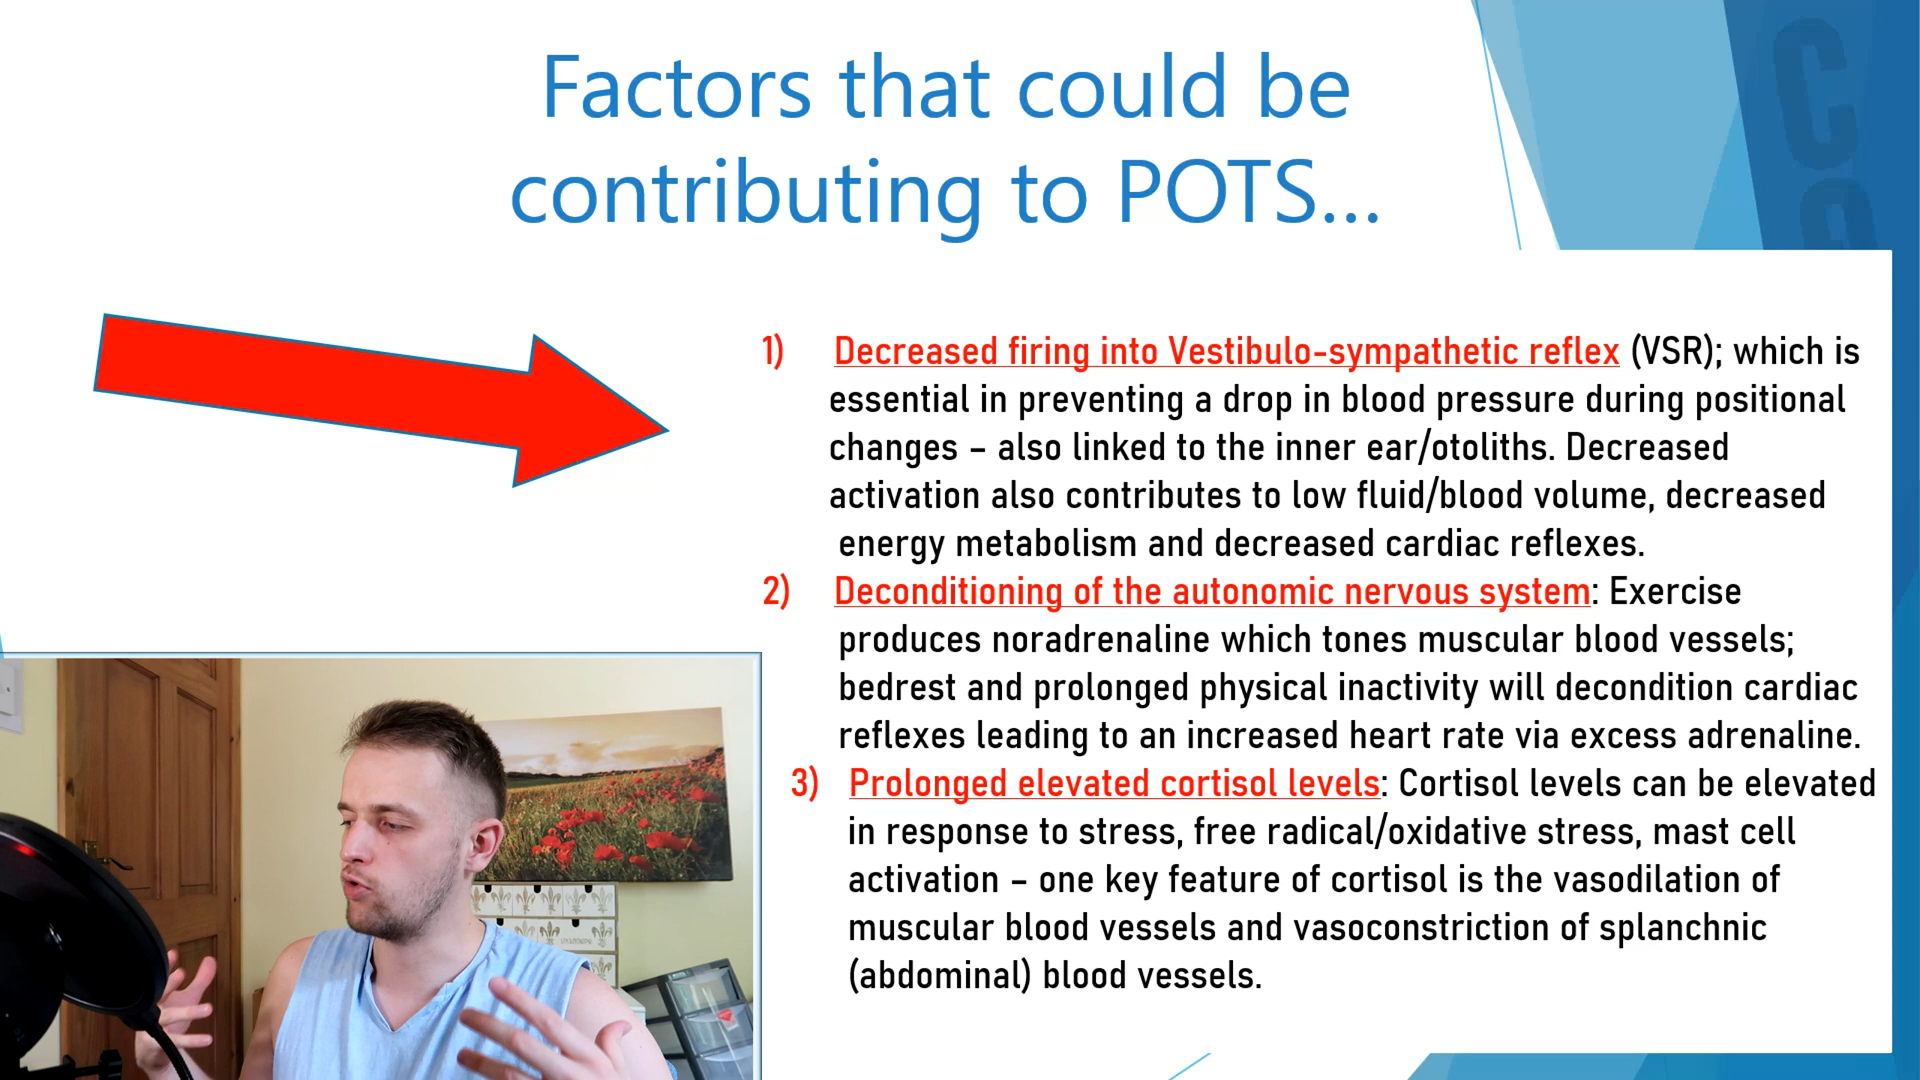 Factors that could be
contributing to POTS...
1) Decreased firing into Vestibulo-sympathetic reflex (VSR); which is
essential in preventing a drop in blood pressure during positional
changes – also linked to the inner ear/otoliths. Decreased
activation also contributes to low fluid/blood volume, decreased
energy metabolism and decreased cardiac reflexes.
2) Deconditioning of the autonomic nervous system: Exercise
produces noradrenaline which tones muscular blood vessels;
bedrest and prolonged physical inactivity will decondition cardiac
reflexes leading to an increased heart rate via excess adrenaline.
3) Prolonged elevated cortisol levels: Cortisol levels can be elevated
in response to stress, free radical/oxidative stress, mast cell
activation – one key feature of cortisol is the vasodilation of
muscular blood vessels and vasoconstriction of splanchnic
(abdominal) blood vessels.